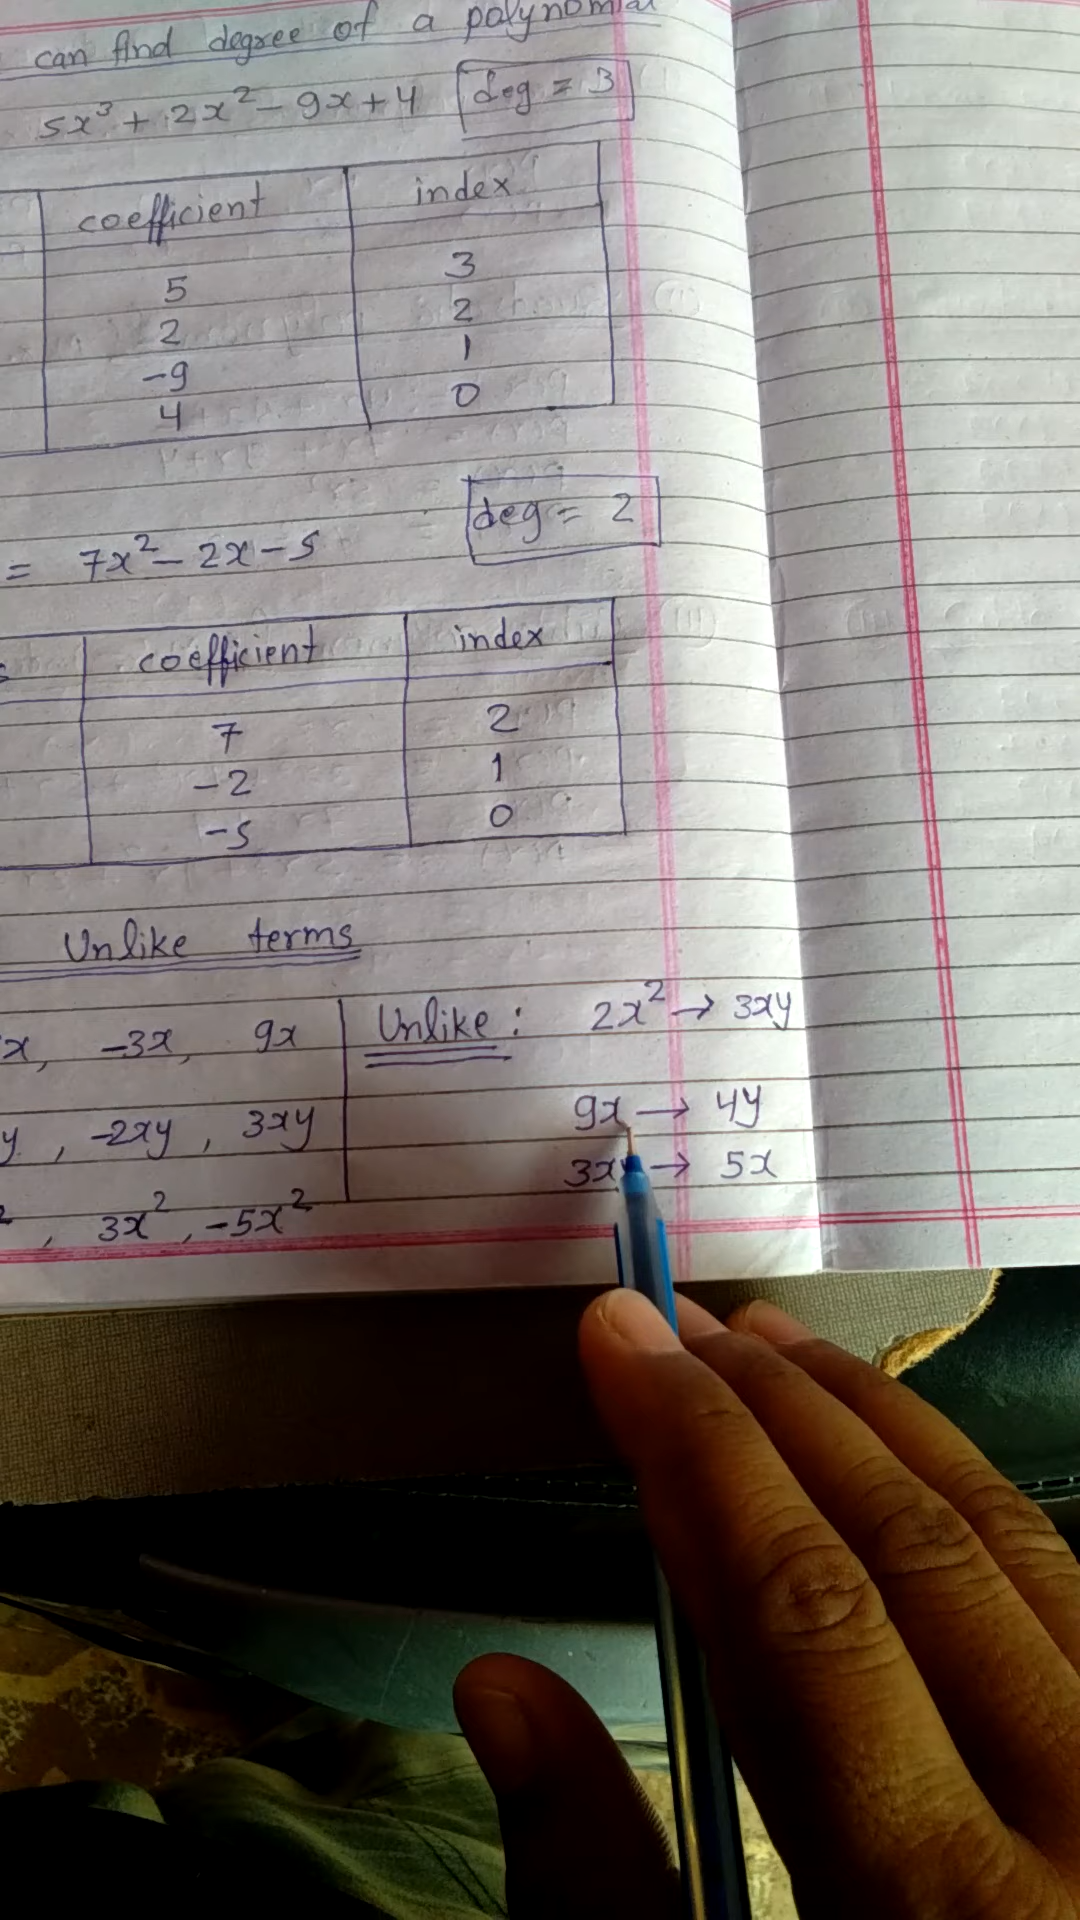 can find degree of a polynomial
5x³ + 2x² - 9x + 4 deg = 3
coefficient index
5 3
2 2
-9 1
4 0
= 7x² - 2x - 5 deg = 2
coefficient index
7 2
-2 1
-5 0
Unlike terms
x, -3x, 9x
Unlike : 2x² → 3xy
y, -2xy, 3xy
9x → 4y
3xy → 5x
², 3x², -5x²